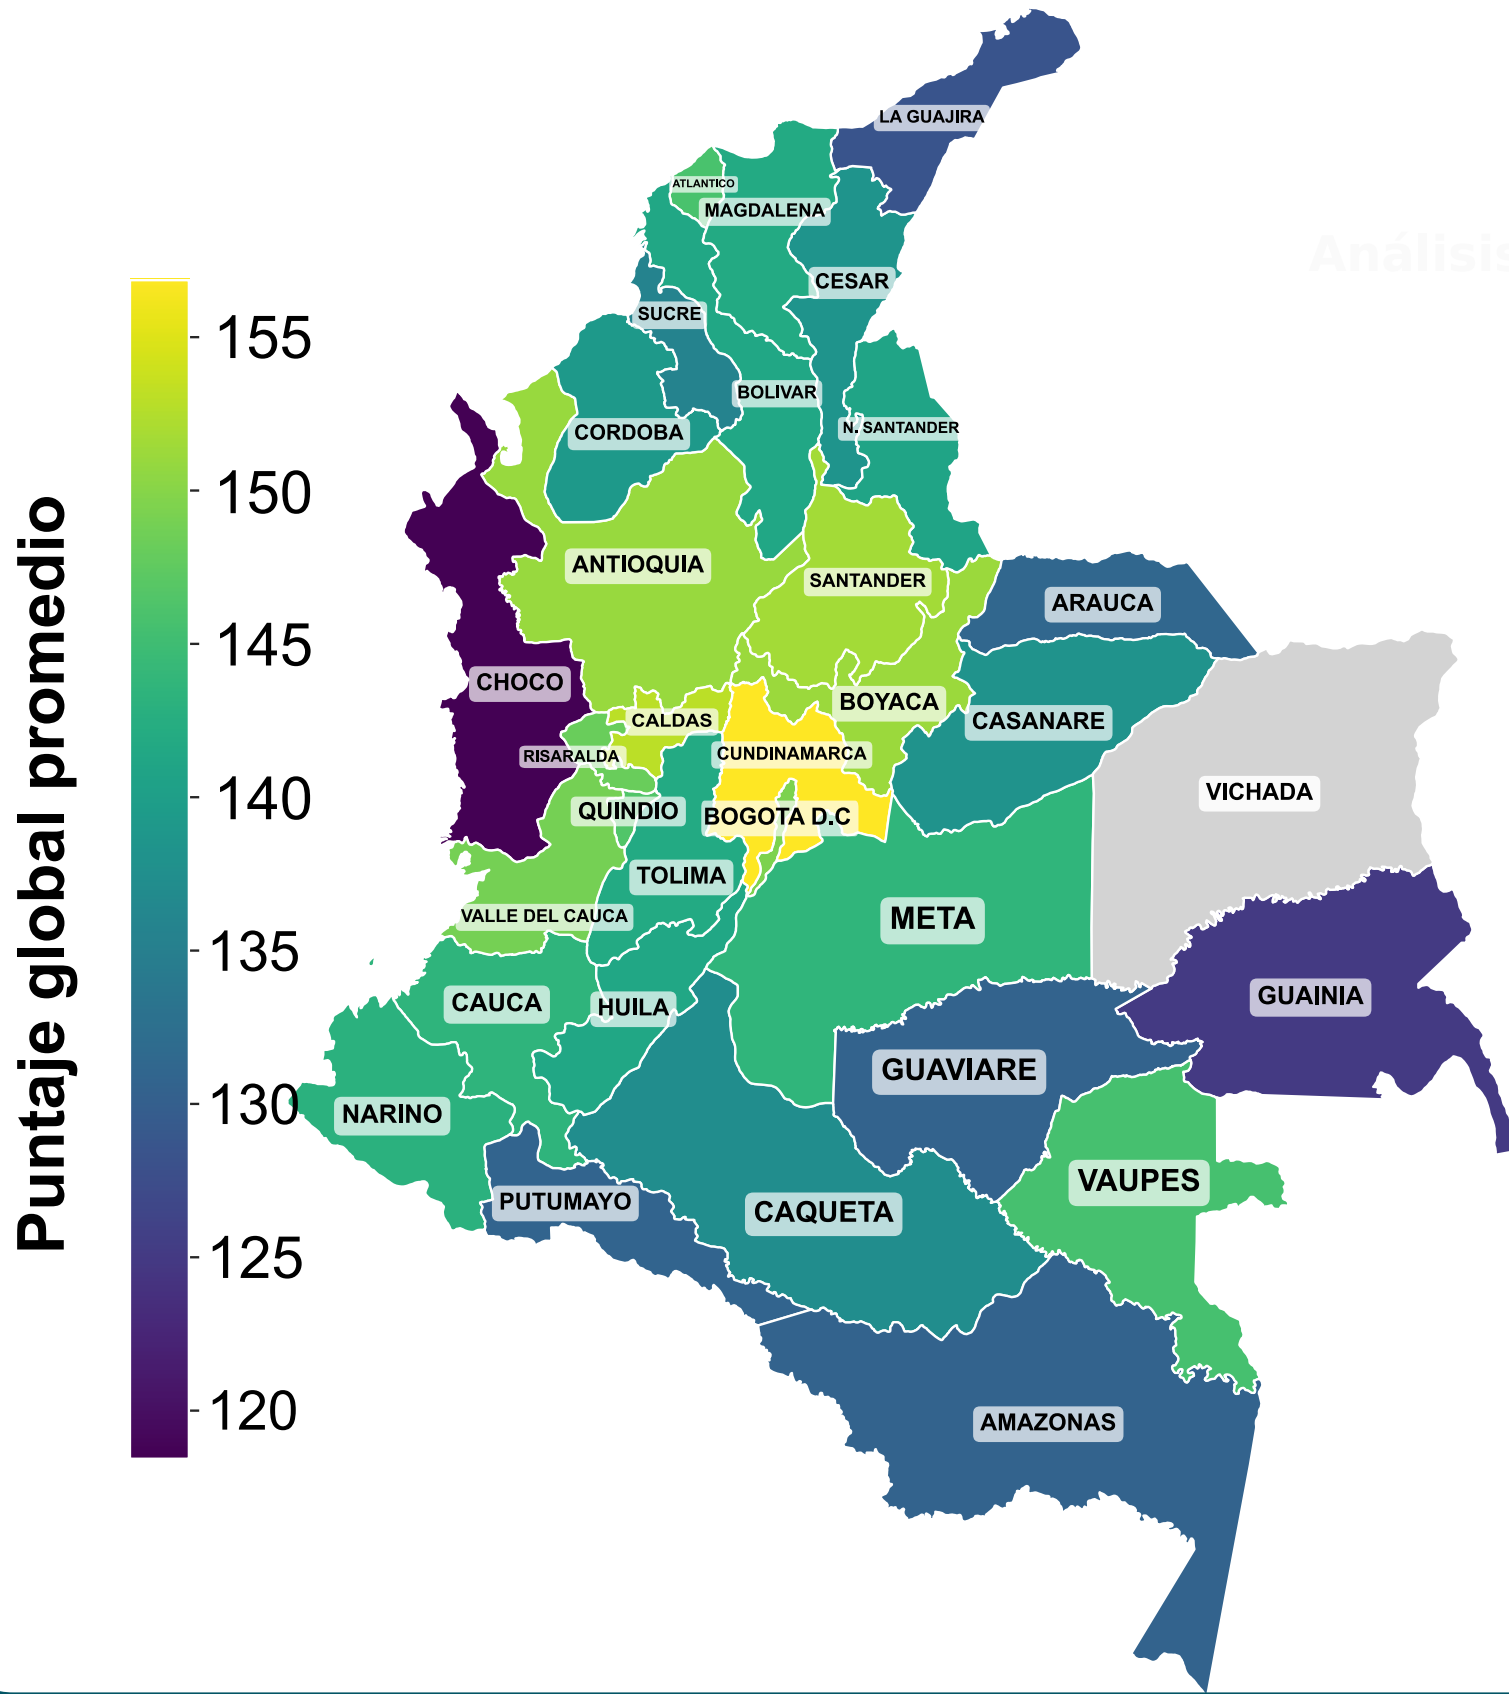 LA GUAJIRA
ATLANTICO
MAGDALENA
Análisis
CESAR
SUCRE
155
BOLIVAR
N. SANTANDER
CORDOBA
150
ANTIOQUIA
SANTANDER
ARAUCA
145
CHOCO
BOYACA
CALDAS
CASANARE
RISARALDA
CUNDINAMARCA
VICHADA
140
QUINDIO
BOGOTA D.C
Puntaje global promedio
TOLIMA
VALLE DEL CAUCA
META
135
CAUCA
HUILA
GUAINIA
GUAVIARE
130
NARINO
VAUPES
PUTUMAYO
CAQUETA
125
120
AMAZONAS